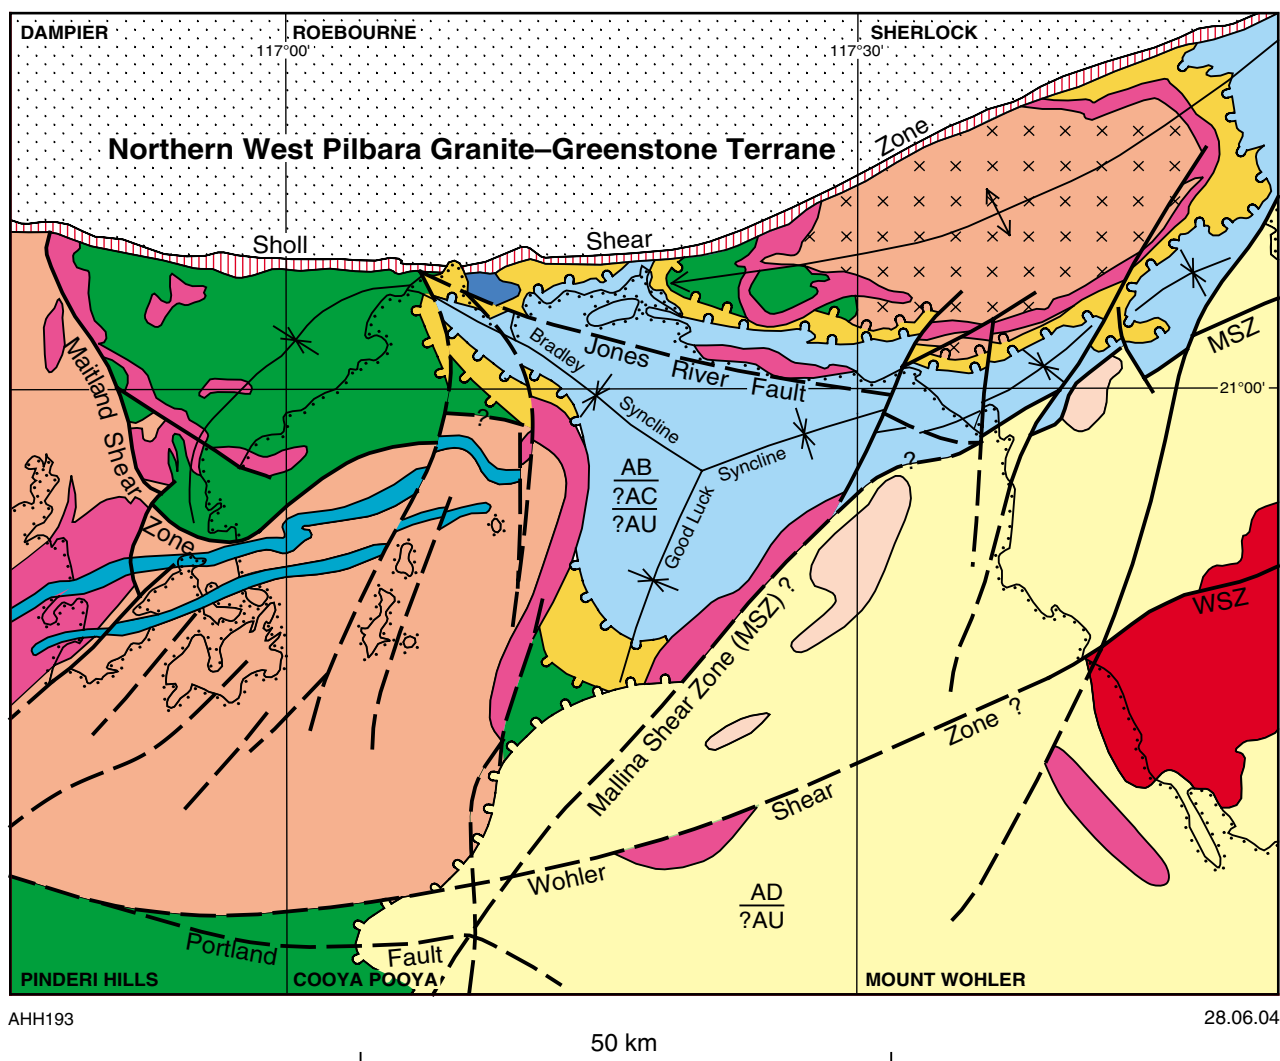 DAMPIER
ROEBOURNE
SHERLOCK
117°00'
117°30'
Northern West Pilbara Granite–Greenstone Terrane
Zone
Sholl
Shear
MSZ
Maitland Shear
Zone
Bradley
Syncline
Jones
River
Fault
21°00'
?
Syncline
?
AB
?AC
?AU
Good Luck
Mallina Shear Zone (MSZ) ?
WSZ
Zone ?
Shear
Wohler
AD
?AU
Portland
Fault
PINDERI HILLS
COOYA POOYA
MOUNT WOHLER
AHH193
28.06.04
50 km